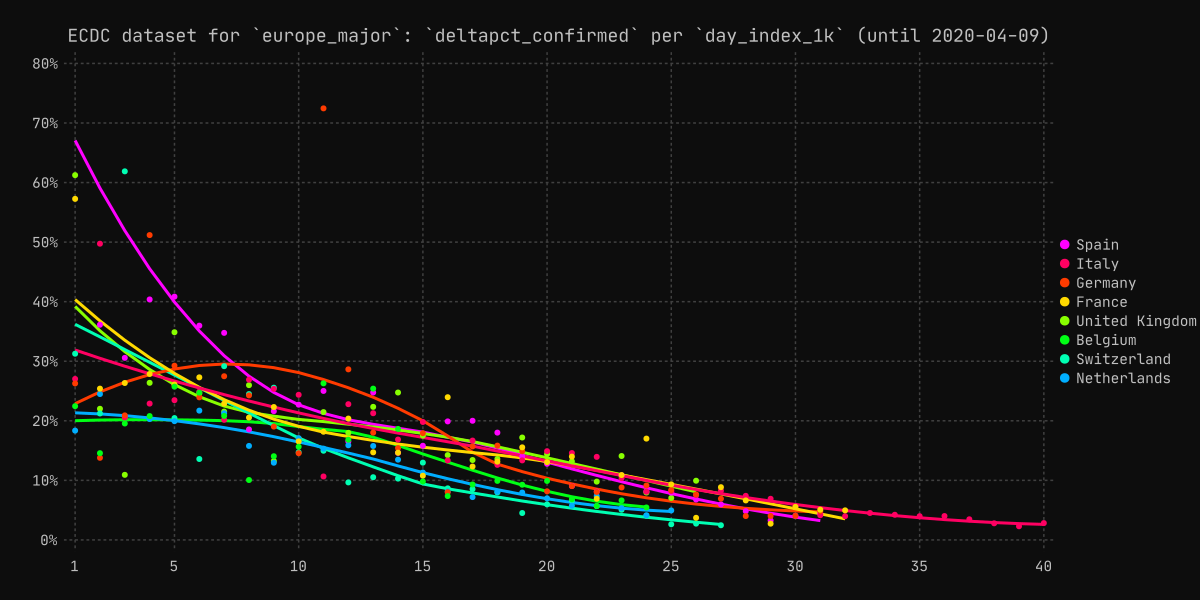 ECDC dataset for `europe_major`: `deltapct_confirmed` per `day_index_1k` (until 2020-04-09)
80%
70%
60%
50%
40%
30%
20%
10%
0%
1 5 10 15 20 25 30 35 40
Spain
Italy
Germany
France
United Kingdom
Belgium
Switzerland
Netherlands